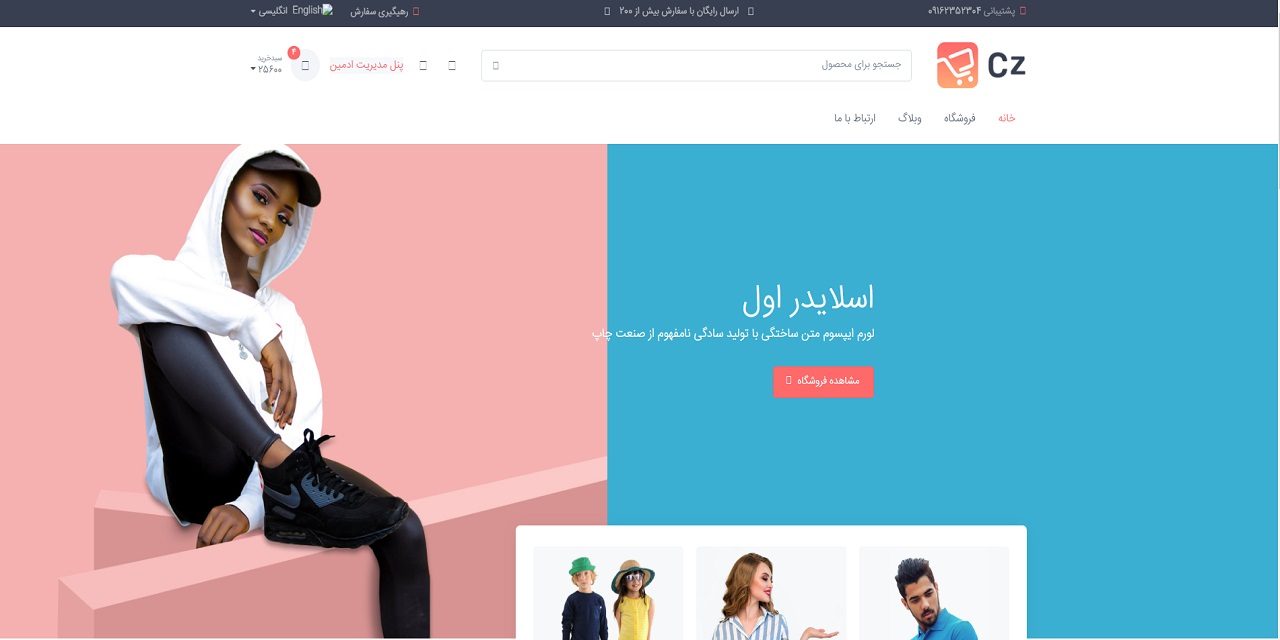 پشتیبانی ۰۹۱۶۲۳۵۲۳۰۴
ارسال رایگان با سفارش بیش از ۲۰۰
رهیگیری سفارش
English انگلیسی
Cz
جستجو برای محصول
پنل مدیریت ادمین
۴
سبدخرید
۲۵۶۰۰
خانه
فروشگاه
وبلاگ
ارتباط با ما
اسلایدر اول
لورم ایپسوم متن ساختگی با تولید سادگی نامفهوم از صنعت چاپ
مشاهده فروشگاه